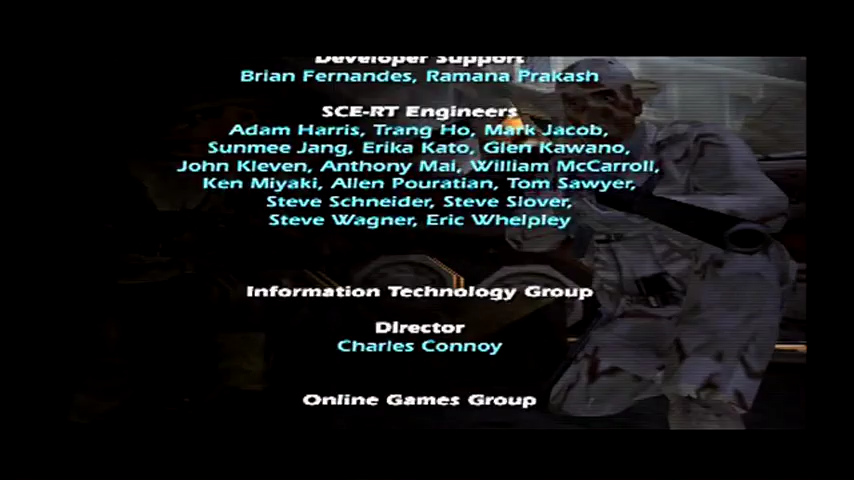 Developer Support
Brian Fernandes, Ramana Prakash
SCE-RT Engineers
Adam Harris, Trang Ho, Mark Jacob,
Sunmee Jang, Erika Kato, Glen Kawano,
John Kleven, Anthony Mai, William McCarroll,
Ken Miyaki, Allen Pouratian, Tom Sawyer,
Steve Schneider, Steve Slover,
Steve Wagner, Eric Whelpley
Information Technology Group
Director
Charles Connoy
Online Games Group